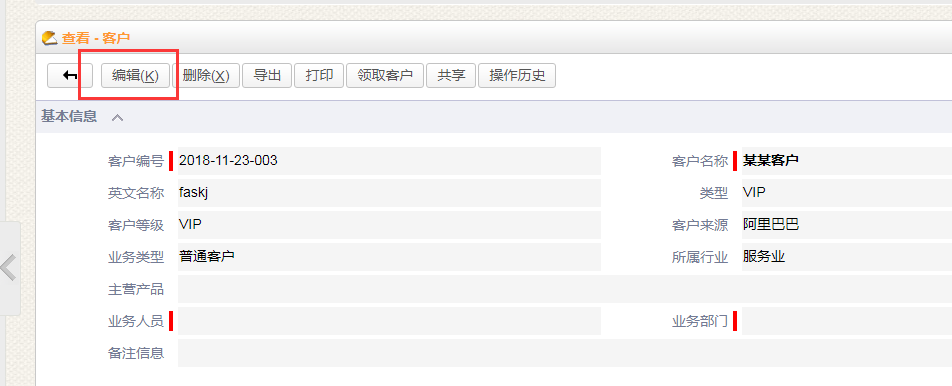 查看 - 客户
编辑(K) 删除(X) 导出 打印 领取客户 共享 操作历史
基本信息
客户编号 2018-11-23-003 客户名称 某某客户
英文名称 faskj 类型 VIP
客户等级 VIP 客户来源 阿里巴巴
业务类型 普通客户 所属行业 服务业
主营产品
业务人员 业务部门
备注信息